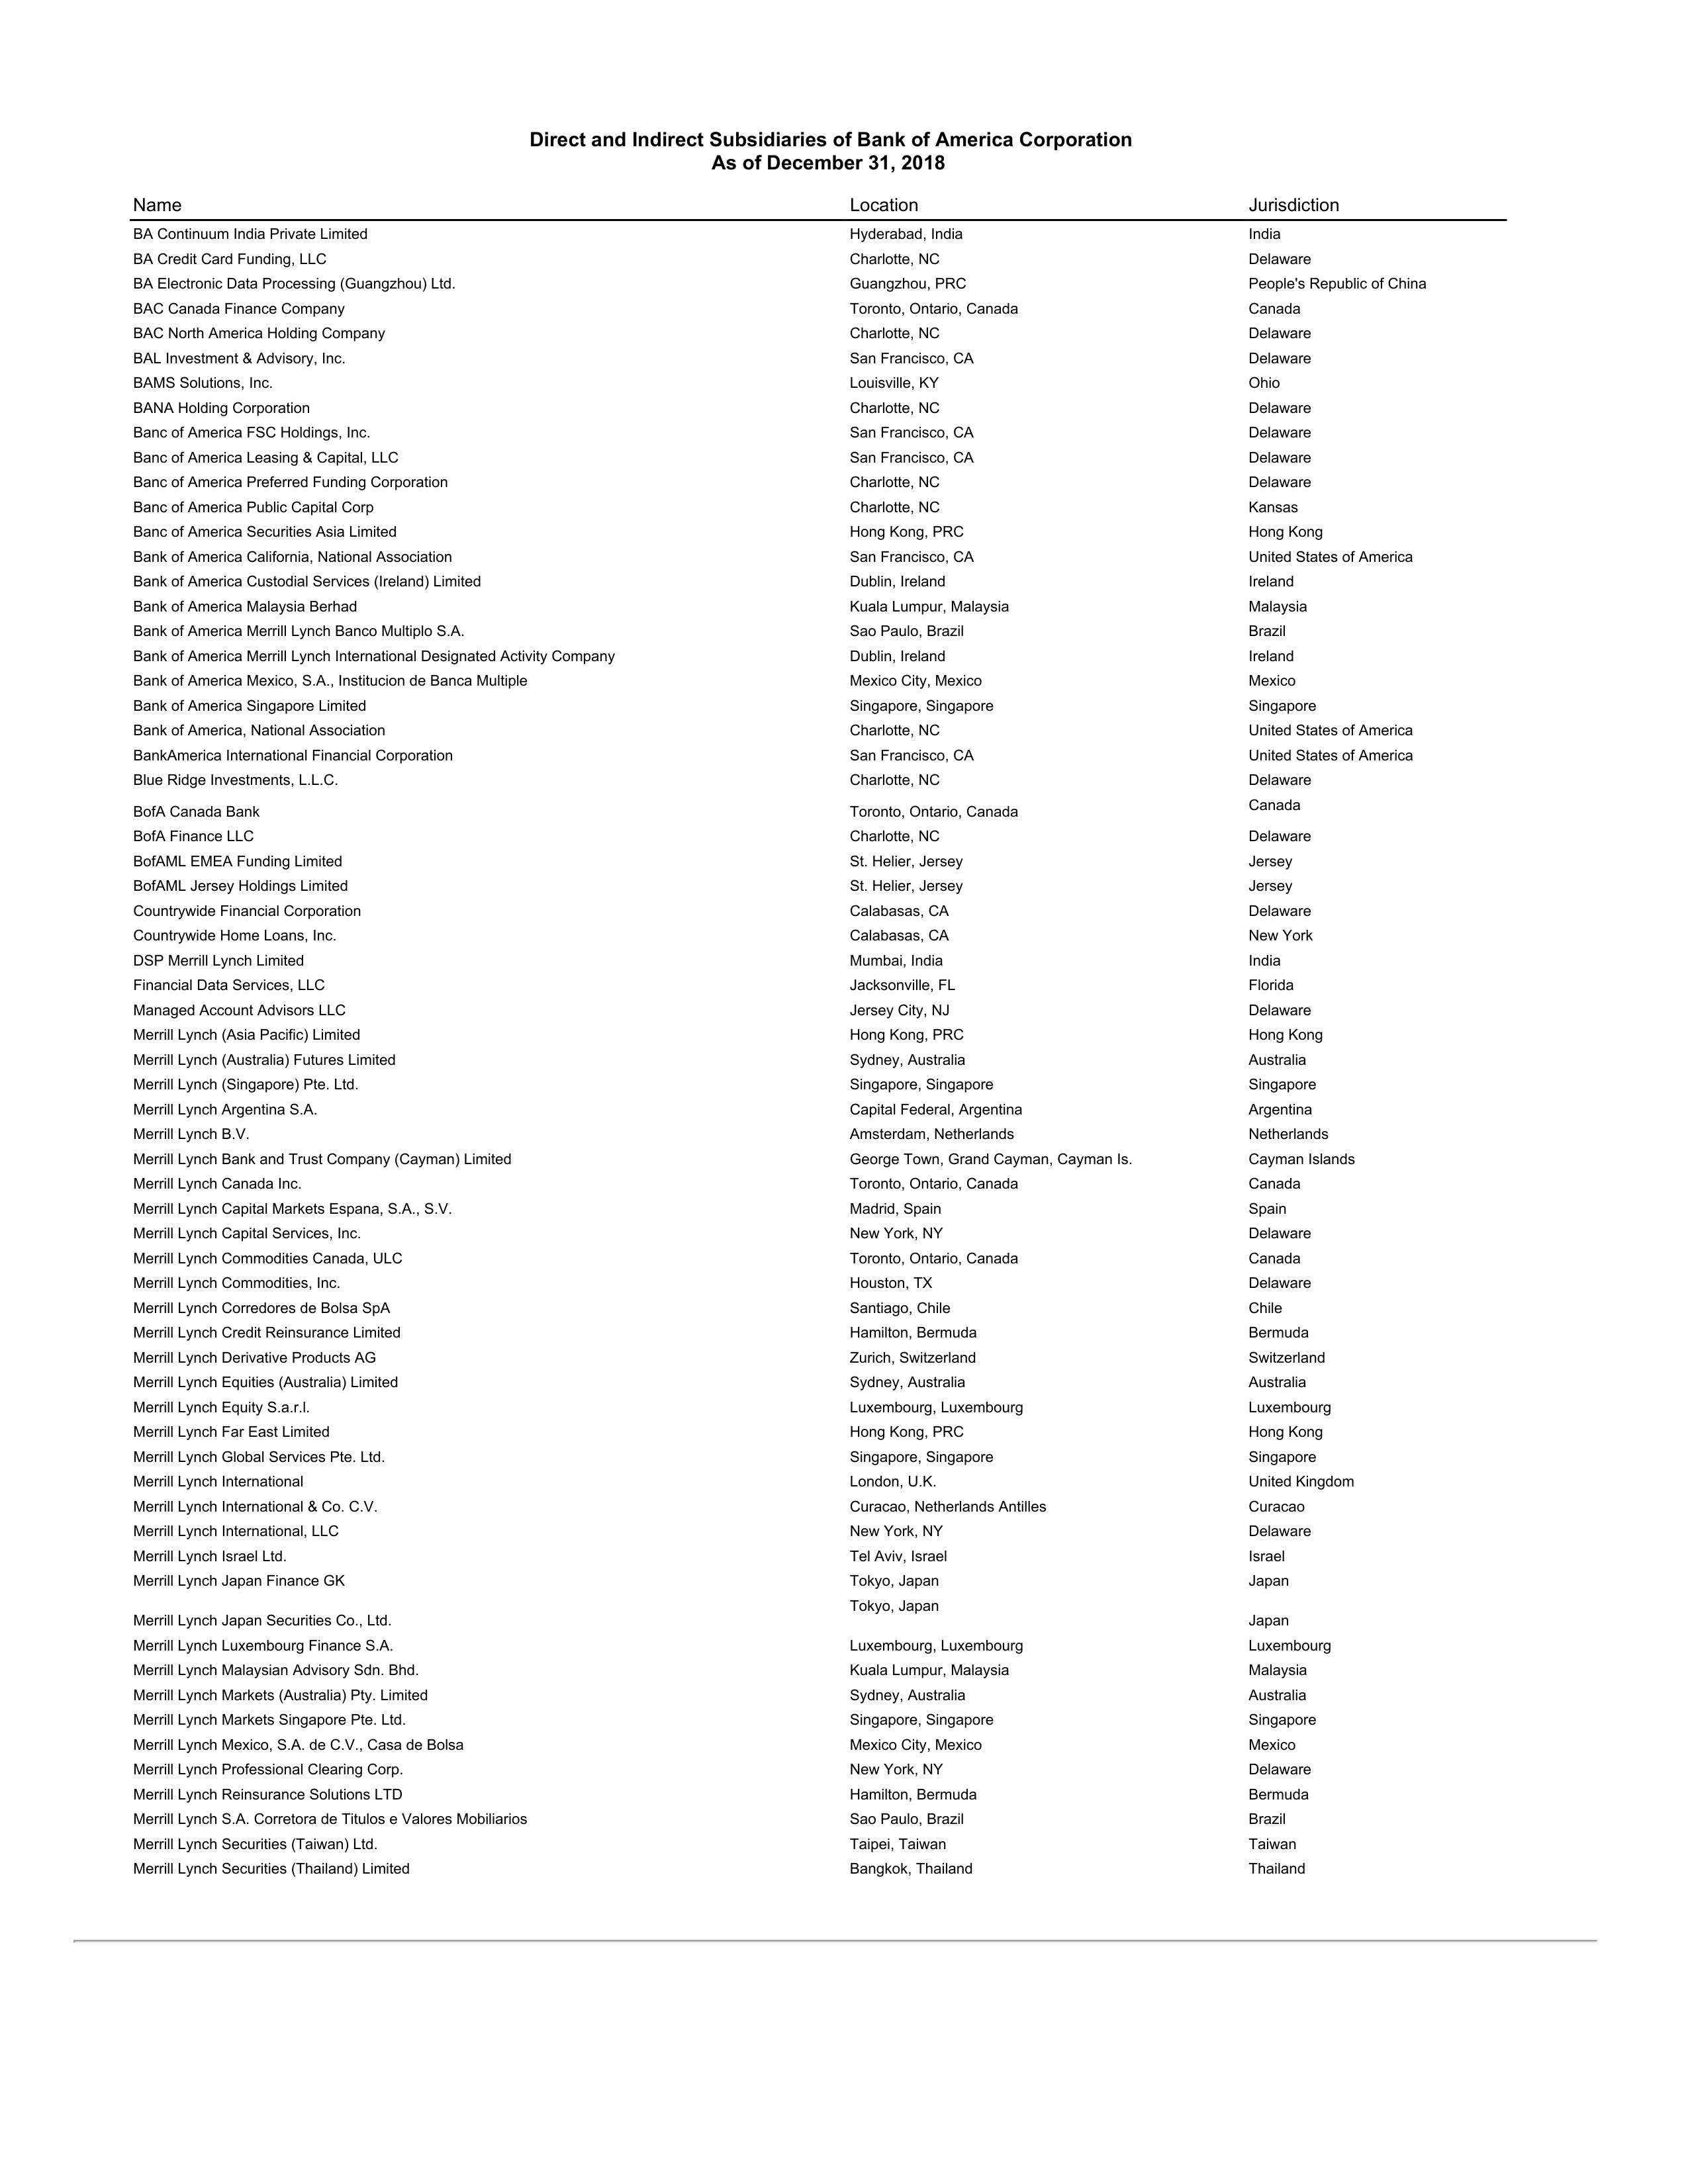 Direct and Indirect Subsidiaries of Bank of America Corporation
As of December 31, 2018
Name Location Jurisdiction
BA Continuum India Private Limited Hyderabad, India India
BA Credit Card Funding, LLC Charlotte, NC Delaware
BA Electronic Data Processing (Guangzhou) Ltd. Guangzhou, PRC People's Republic of China
BAC Canada Finance Company Toronto, Ontario, Canada Canada
BAC North America Holding Company Charlotte, NC Delaware
BAL Investment & Advisory, Inc. San Francisco, CA Delaware
BAMS Solutions, Inc. Louisville, KY Ohio
BANA Holding Corporation Charlotte, NC Delaware
Banc of America FSC Holdings, Inc. San Francisco, CA Delaware
Banc of America Leasing & Capital, LLC San Francisco, CA Delaware
Banc of America Preferred Funding Corporation Charlotte, NC Delaware
Banc of America Public Capital Corp Charlotte, NC Kansas
Banc of America Securities Asia Limited Hong Kong, PRC Hong Kong
Bank of America California, National Association San Francisco, CA United States of America
Bank of America Custodial Services (Ireland) Limited Dublin, Ireland Ireland
Bank of America Malaysia Berhad Kuala Lumpur, Malaysia Malaysia
Bank of America Merrill Lynch Banco Multiplo S.A. Sao Paulo, Brazil Brazil
Bank of America Merrill Lynch International Designated Activity Company Dublin, Ireland Ireland
Bank of America Mexico, S.A., Institucion de Banca Multiple Mexico City, Mexico Mexico
Bank of America Singapore Limited Singapore, Singapore Singapore
Bank of America, National Association Charlotte, NC United States of America
BankAmerica International Financial Corporation San Francisco, CA United States of America
Blue Ridge Investments, L.L.C. Charlotte, NC Delaware
BofA Canada Bank Toronto, Ontario, Canada Canada
BofA Finance LLC Charlotte, NC Delaware
BofAML EMEA Funding Limited St. Helier, Jersey Jersey
BofAML Jersey Holdings Limited St. Helier, Jersey Jersey
Countrywide Financial Corporation Calabasas, CA Delaware
Countrywide Home Loans, Inc. Calabasas, CA New York
DSP Merrill Lynch Limited Mumbai, India India
Financial Data Services, LLC Jacksonville, FL Florida
Managed Account Advisors LLC Jersey City, NJ Delaware
Merrill Lynch (Asia Pacific) Limited Hong Kong, PRC Hong Kong
Merrill Lynch (Australia) Futures Limited Sydney, Australia Australia
Merrill Lynch (Singapore) Pte. Ltd. Singapore, Singapore Singapore
Merrill Lynch Argentina S.A. Capital Federal, Argentina Argentina
Merrill Lynch B.V. Amsterdam, Netherlands Netherlands
Merrill Lynch Bank and Trust Company (Cayman) Limited George Town, Grand Cayman, Cayman Is. Cayman Islands
Merrill Lynch Canada Inc. Toronto, Ontario, Canada Canada
Merrill Lynch Capital Markets Espana, S.A., S.V. Madrid, Spain Spain
Merrill Lynch Capital Services, Inc. New York, NY Delaware
Merrill Lynch Commodities Canada, ULC Toronto, Ontario, Canada Canada
Merrill Lynch Commodities, Inc. Houston, TX Delaware
Merrill Lynch Corredores de Bolsa SpA Santiago, Chile Chile
Merrill Lynch Credit Reinsurance Limited Hamilton, Bermuda Bermuda
Merrill Lynch Derivative Products AG Zurich, Switzerland Switzerland
Merrill Lynch Equities (Australia) Limited Sydney, Australia Australia
Merrill Lynch Equity S.a.r.l. Luxembourg, Luxembourg Luxembourg
Merrill Lynch Far East Limited Hong Kong, PRC Hong Kong
Merrill Lynch Global Services Pte. Ltd. Singapore, Singapore Singapore
Merrill Lynch International London, U.K. United Kingdom
Merrill Lynch International & Co. C.V. Curacao, Netherlands Antilles Curacao
Merrill Lynch International, LLC New York, NY Delaware
Merrill Lynch Israel Ltd. Tel Aviv, Israel Israel
Merrill Lynch Japan Finance GK Tokyo, Japan Japan
Merrill Lynch Japan Securities Co., Ltd. Tokyo, Japan Japan
Merrill Lynch Luxembourg Finance S.A. Luxembourg, Luxembourg Luxembourg
Merrill Lynch Malaysian Advisory Sdn. Bhd. Kuala Lumpur, Malaysia Malaysia
Merrill Lynch Markets (Australia) Pty. Limited Sydney, Australia Australia
Merrill Lynch Markets Singapore Pte. Ltd. Singapore, Singapore Singapore
Merrill Lynch Mexico, S.A. de C.V., Casa de Bolsa Mexico City, Mexico Mexico
Merrill Lynch Professional Clearing Corp. New York, NY Delaware
Merrill Lynch Reinsurance Solutions LTD Hamilton, Bermuda Bermuda
Merrill Lynch S.A. Corretora de Titulos e Valores Mobiliarios Sao Paulo, Brazil Brazil
Merrill Lynch Securities (Taiwan) Ltd. Taipei, Taiwan Taiwan
Merrill Lynch Securities (Thailand) Limited Bangkok, Thailand Thailand